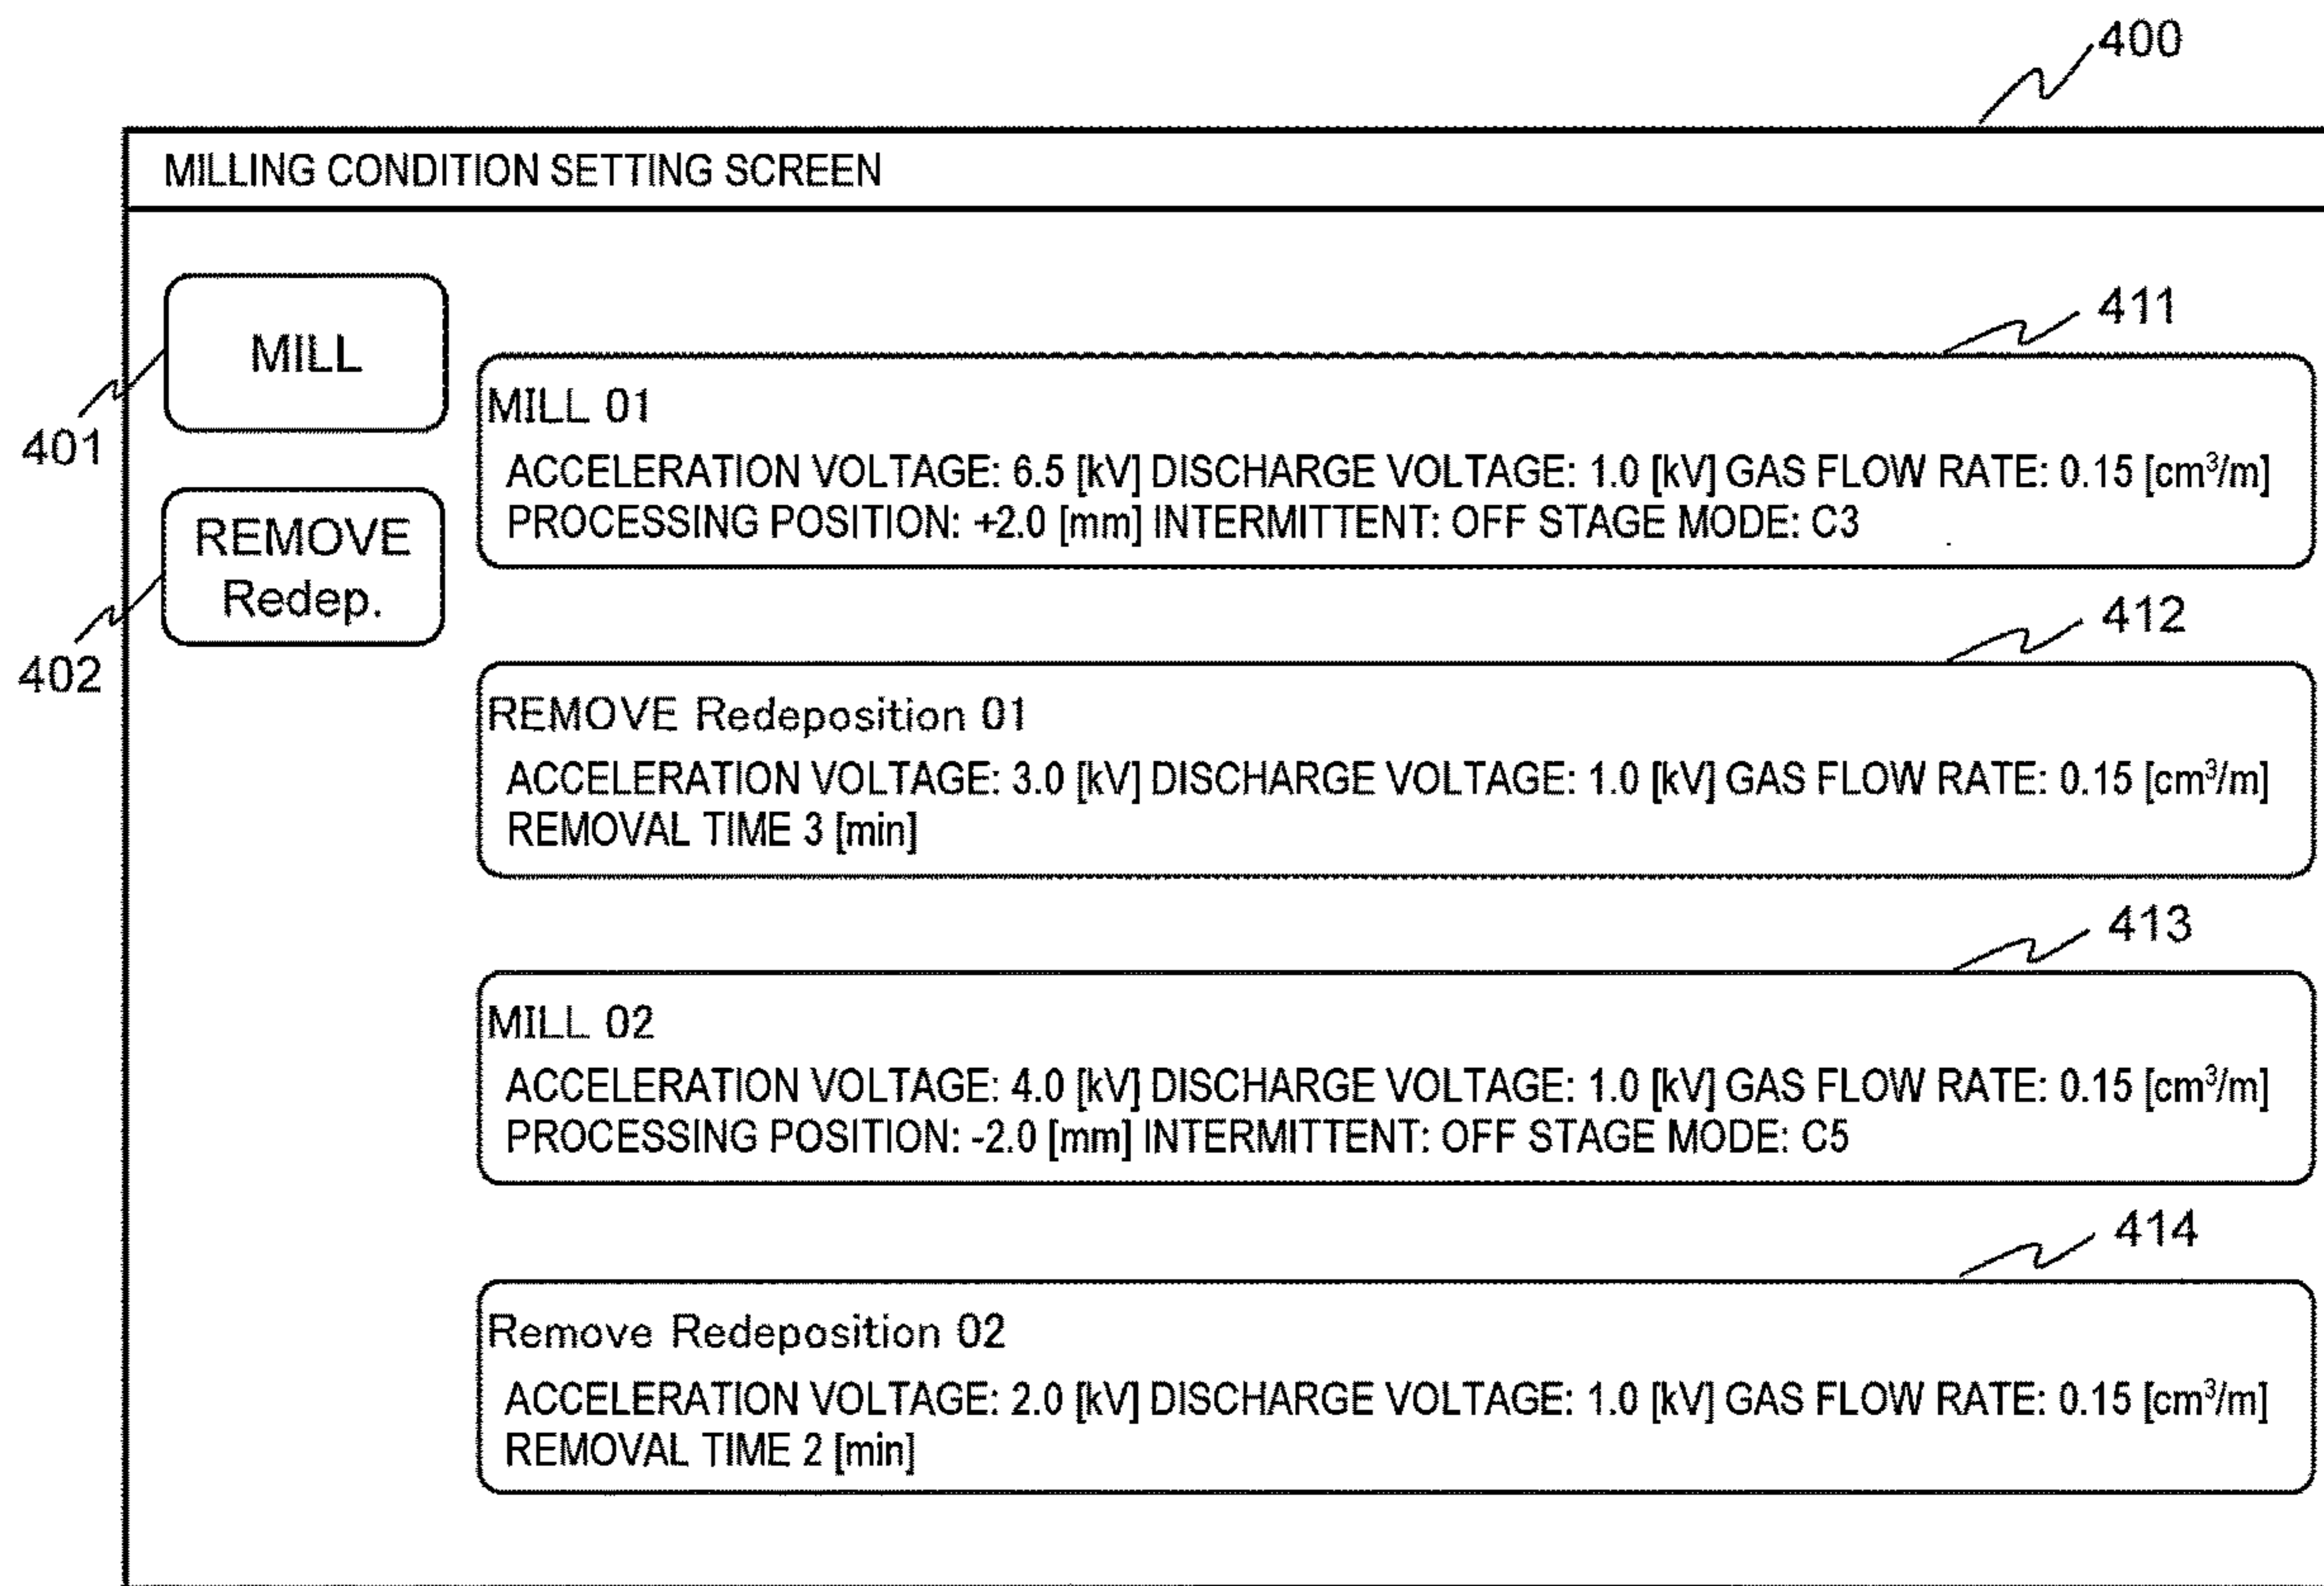 400
MILLING CONDITION SETTING SCREEN
MILL
401
REMOVE
Redep.
402
411
MILL 01
ACCELERATION VOLTAGE: 6.5 [kV] DISCHARGE VOLTAGE: 1.0 [kV] GAS FLOW RATE: 0.15 [cm³/m]
PROCESSING POSITION: +2.0 [mm] INTERMITTENT: OFF STAGE MODE: C3
412
REMOVE Redeposition 01
ACCELERATION VOLTAGE: 3.0 [kV] DISCHARGE VOLTAGE: 1.0 [kV] GAS FLOW RATE: 0.15 [cm³/m]
REMOVAL TIME 3 [min]
413
MILL 02
ACCELERATION VOLTAGE: 4.0 [kV] DISCHARGE VOLTAGE: 1.0 [kV] GAS FLOW RATE: 0.15 [cm³/m]
PROCESSING POSITION: -2.0 [mm] INTERMITTENT: OFF STAGE MODE: C5
414
Remove Redeposition 02
ACCELERATION VOLTAGE: 2.0 [kV] DISCHARGE VOLTAGE: 1.0 [kV] GAS FLOW RATE: 0.15 [cm³/m]
REMOVAL TIME 2 [min]